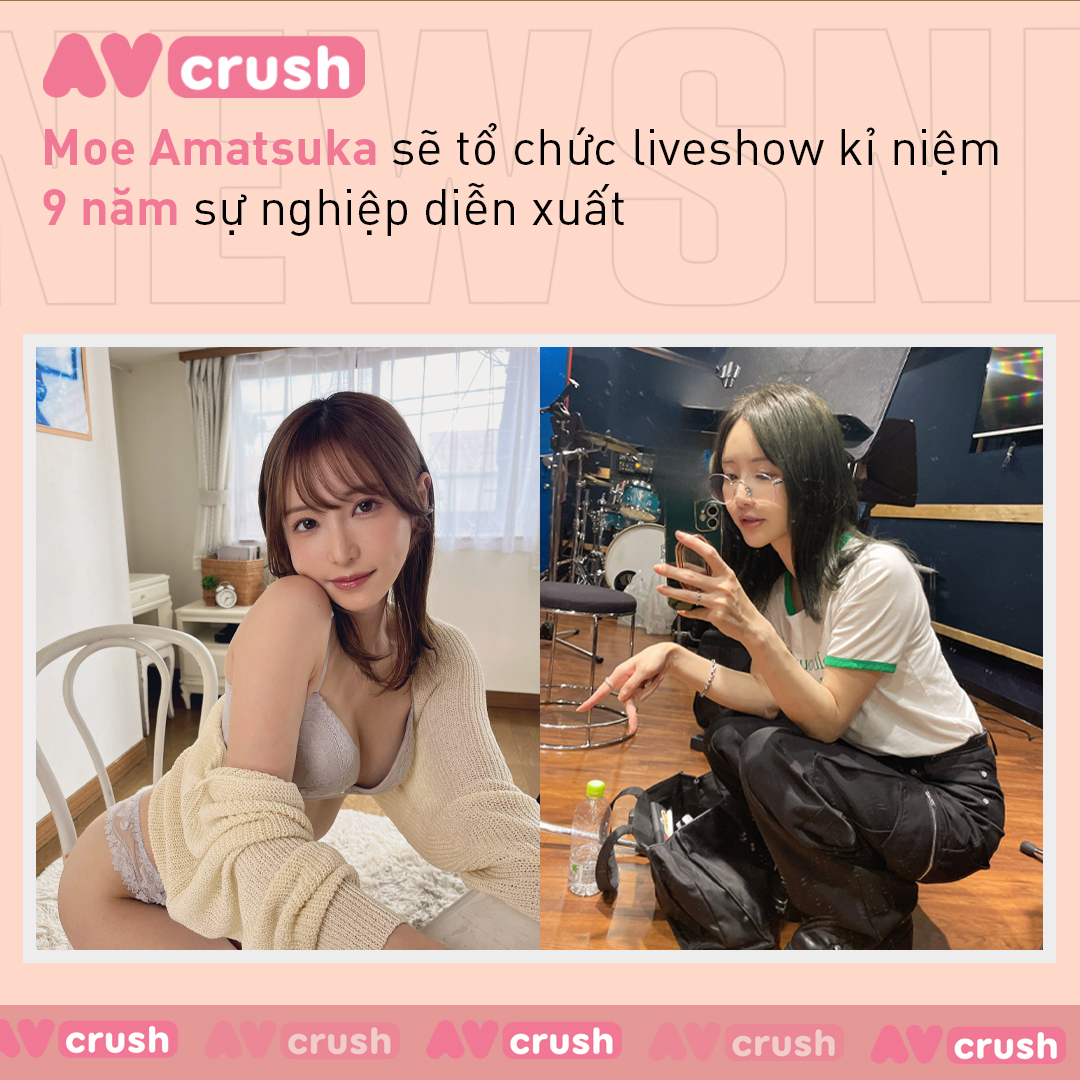 AV crush
Moe Amatsuka sẽ tổ chức liveshow kỉ niệm
9 năm sự nghiệp diễn xuất
NEWSNE
AV crush AV crush AV crush AV crush AV crush